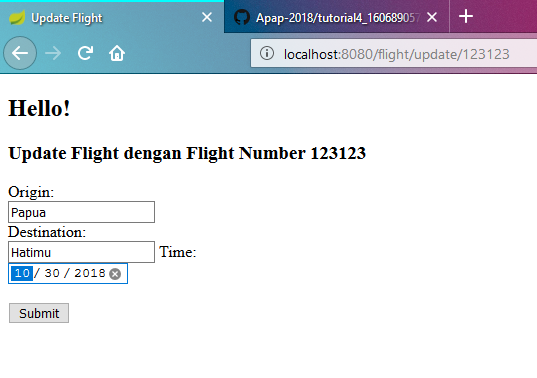 Update Flight
Apap-2018/tutorial4_160689057
localhost:8080/flight/update/123123
Hello!
Update Flight dengan Flight Number 123123
Origin:
Papua
Destination:
Hatimu Time:
10 / 30 / 2018
Submit